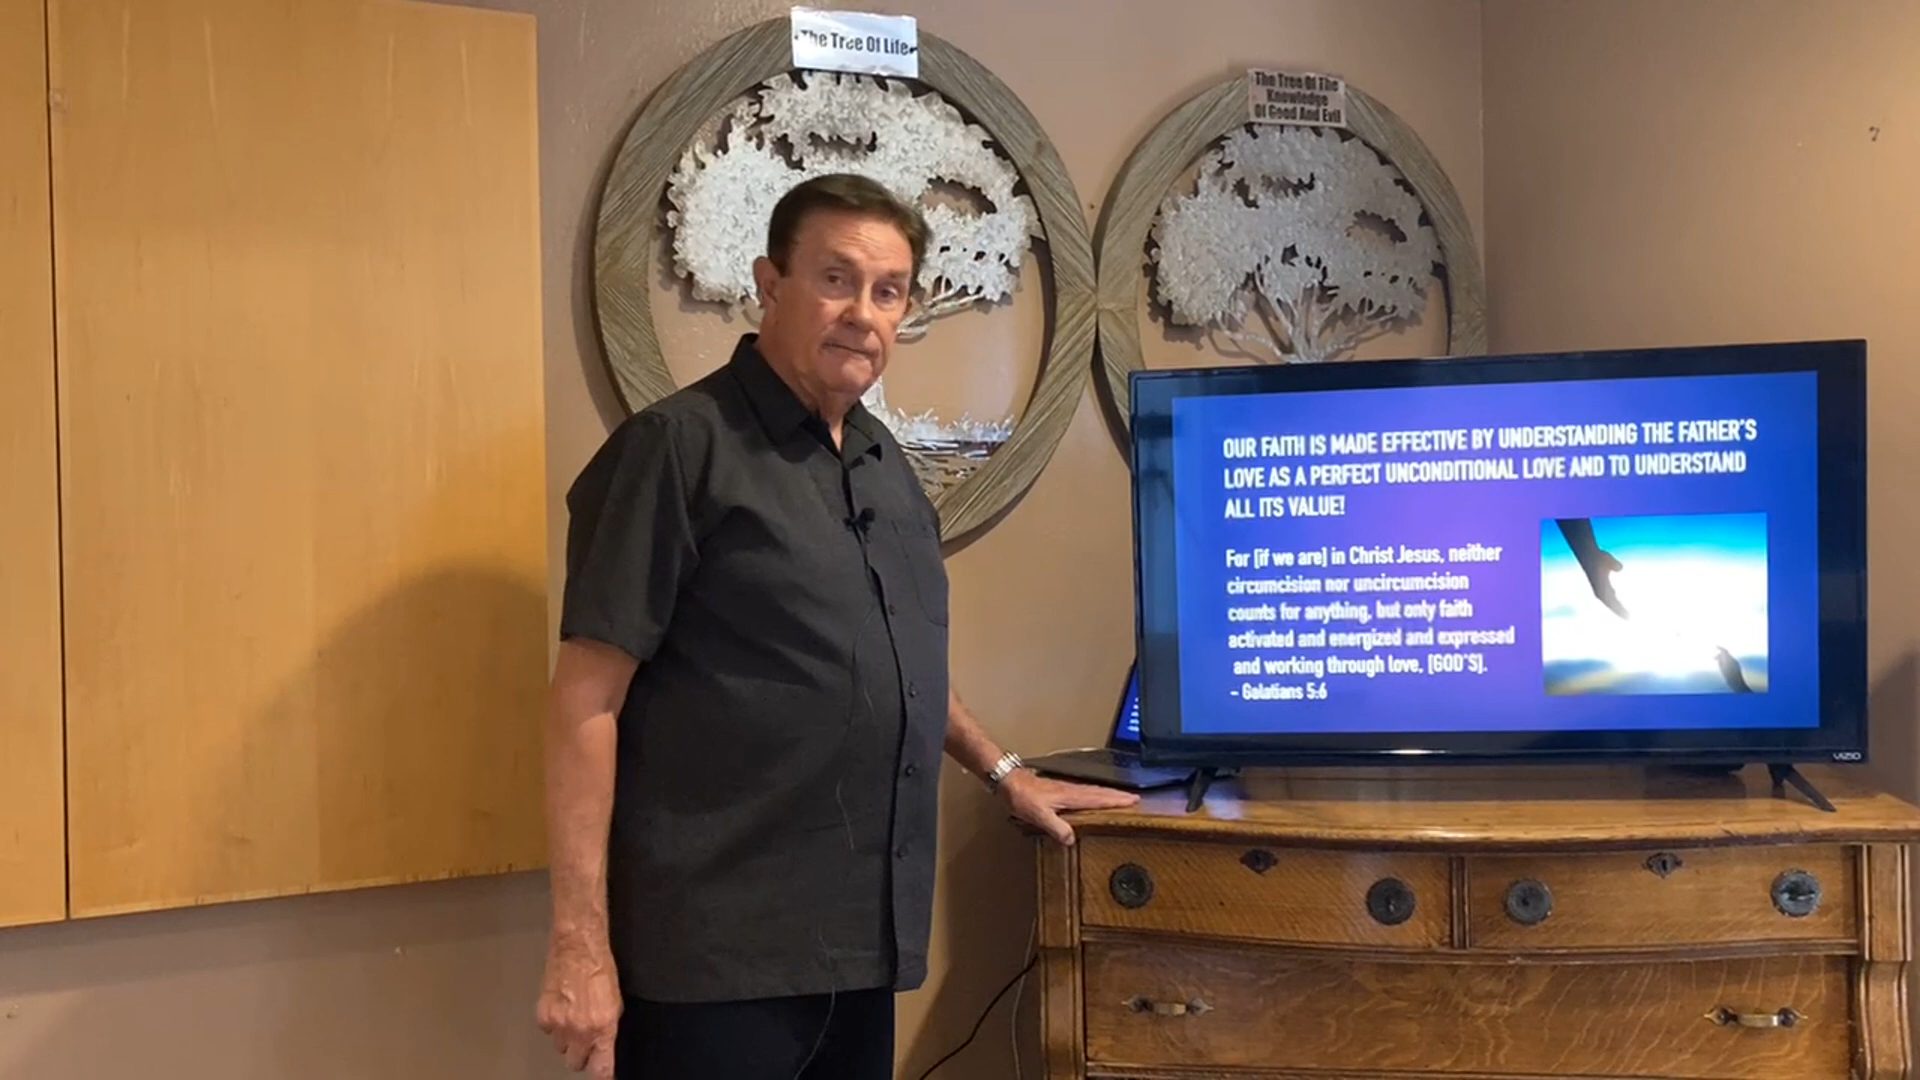 The Tree Of Life
The Tree Of The
Knowledge
Of Good And Evil
OUR FAITH IS MADE EFFECTIVE BY UNDERSTANDING THE FATHER'S
LOVE AS A PERFECT UNCONDITIONAL LOVE AND TO UNDERSTAND
ALL ITS VALUE!
For [if we are] in Christ Jesus, neither
circumcision nor uncircumcision
counts for anything, but only faith
activated and energized and expressed
and working through love, [GOD'S].
- Galatians 5:6
VIZIO